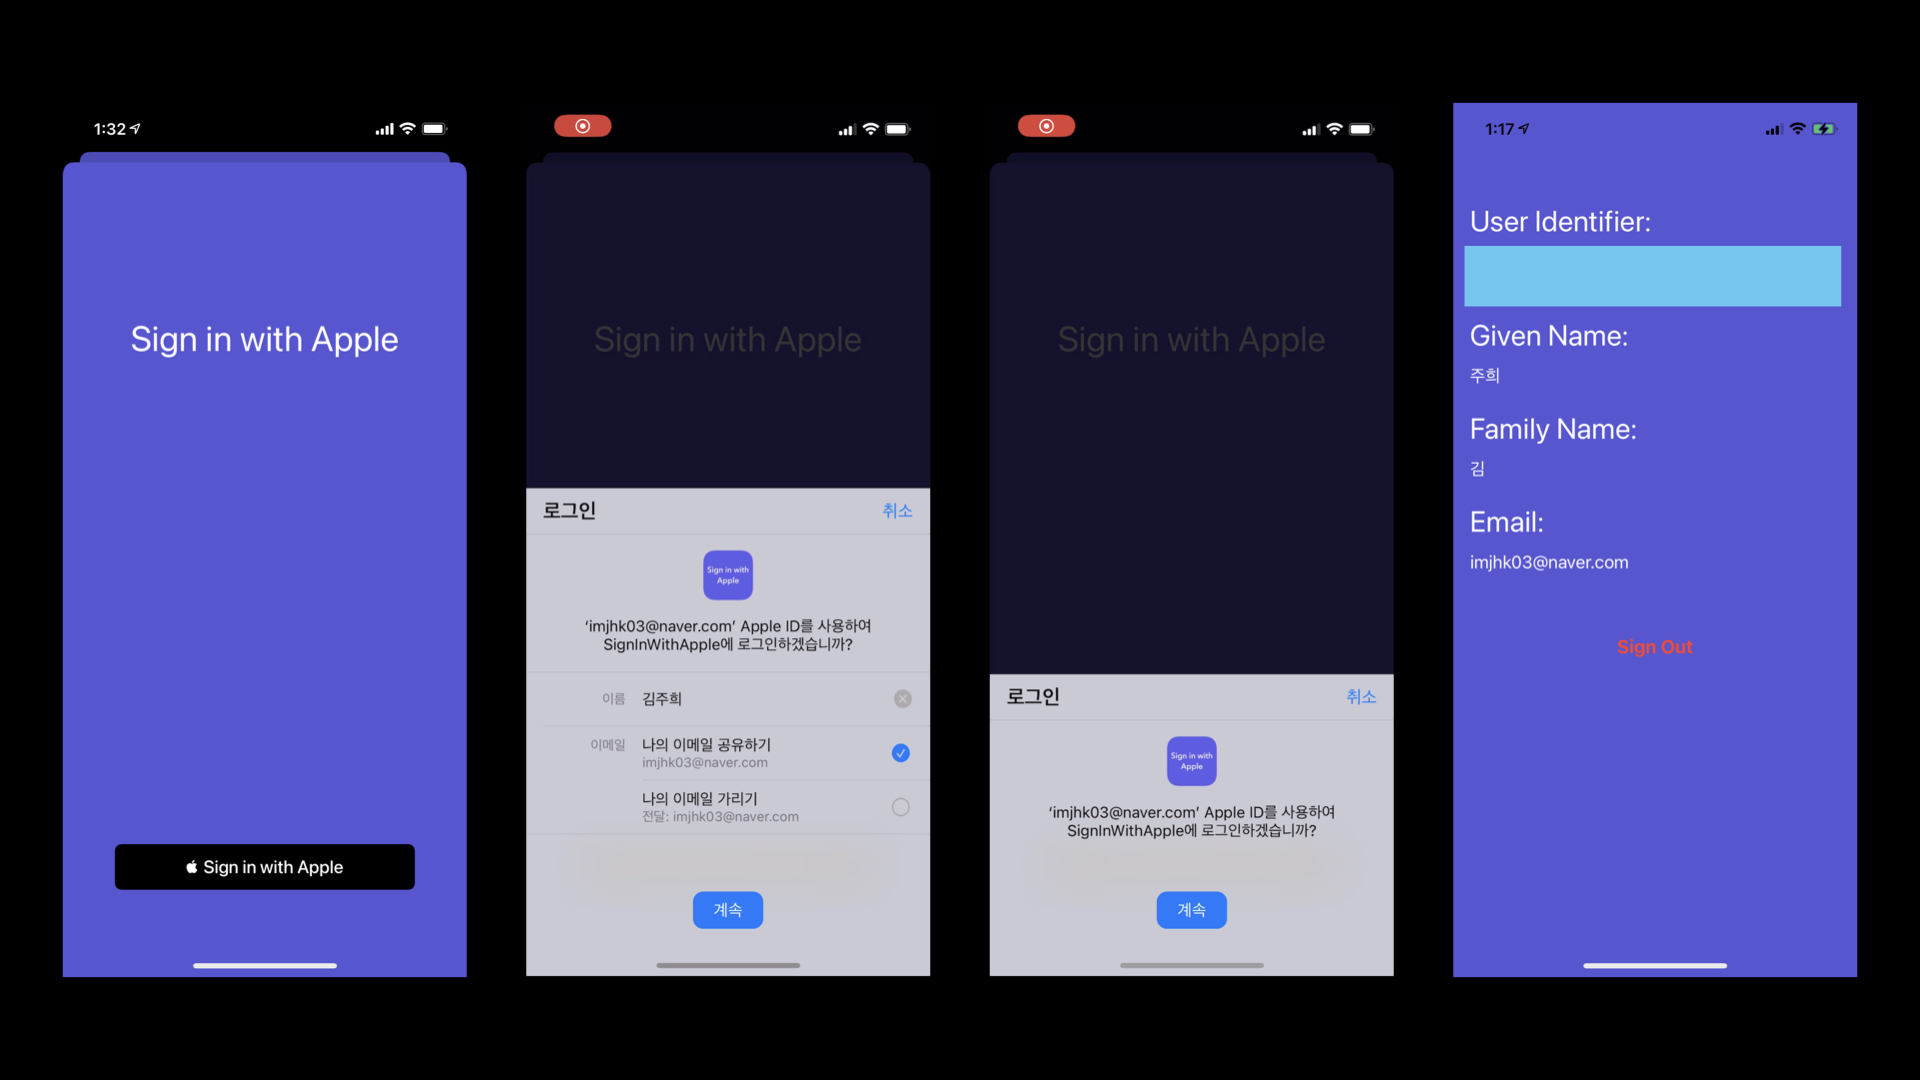 1:32
Sign in with Apple
Sign in with Apple
Sign in with Apple
로그인
취소
Sign in with
Apple
‘imjhk03@naver.com’ Apple ID를 사용하여
SignInWithApple에 로그인하겠습니까?
이름 김주희
이메일 나의 이메일 공유하기
imjhk03@naver.com
나의 이메일 가리기
전달: imjhk03@naver.com
계속
Sign in with Apple
로그인
취소
Sign in with
Apple
‘imjhk03@naver.com’ Apple ID를 사용하여
SignInWithApple에 로그인하겠습니까?
계속
1:17
User Identifier:
Given Name:
주희
Family Name:
김
Email:
imjhk03@naver.com
Sign Out